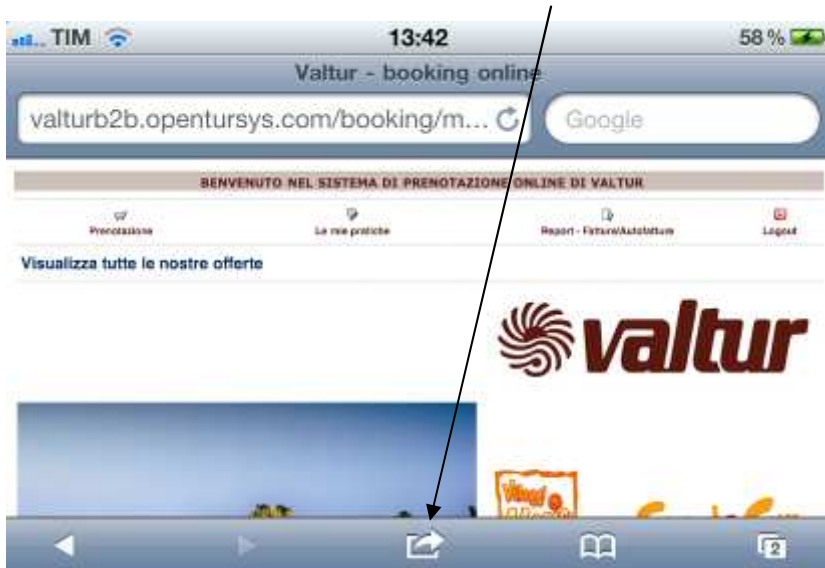 TIM 13:42 58 %
Valtur - booking online
valturb2b.opentursys.com/booking/m... Google
BENVENUTO NEL SISTEMA DI PRENOTAZIONE ONLINE DI VALTUR
Prenotazione Le mie pratiche Report - Fatture/Autofatture Logout
Visualizza tutte le nostre offerte
valtur
2